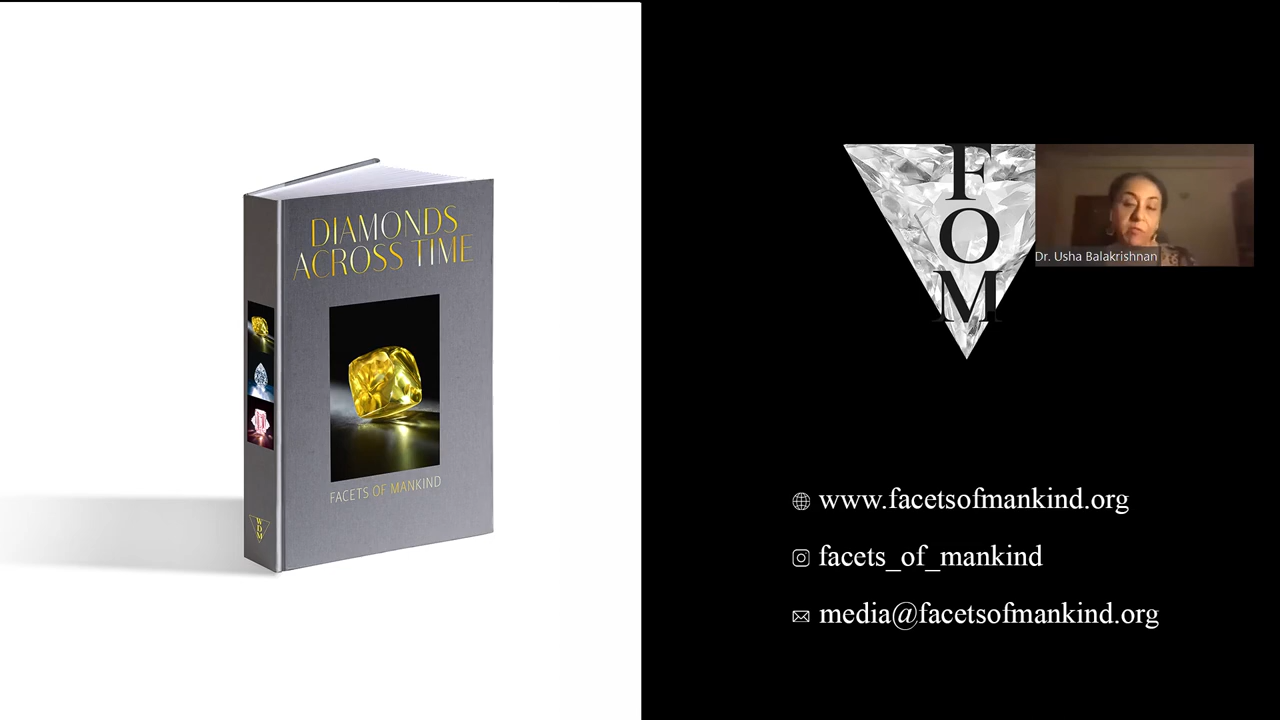 DIAMONDS
ACROSS TIME
FACETS OF MANKIND
W
D
M
F
O
M
Dr. Usha Balakrishnan
www.facetsofmankind.org
facets_of_mankind
media@facetsofmankind.org